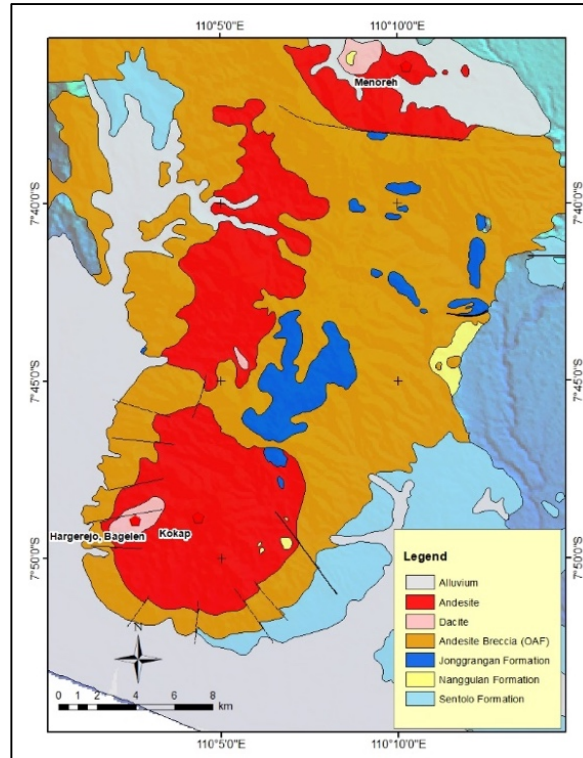 110°5'0"E 110°10'0"E
Menoreh
7°40'0"S 7°40'0"S
7°45'0"S 7°45'0"S
Hargerejo, Bagelen Kokap
7°50'0"S 7°50'0"S
Legend
Alluvium
Andesite
Dacite
Andesite Breccia (OAF)
Jonggrangan Formation
Nanggulan Formation
Sentolo Formation
N
0 1 2 4 6 8
km
110°5'0"E 110°10'0"E